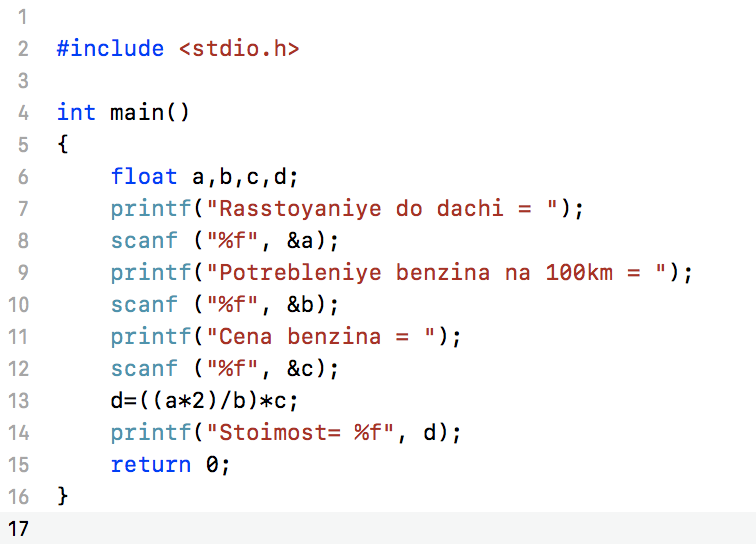 1
2 #include <stdio.h>
3
4 int main()
5 {
6 float a,b,c,d;
7 printf("Rasstoyaniye do dachi = ");
8 scanf ("%f", &a);
9 printf("Potrebleniye benzina na 100km = ");
10 scanf ("%f", &b);
11 printf("Cena benzina = ");
12 scanf ("%f", &c);
13 d=((a*2)/b)*c;
14 printf("Stoimost= %f", d);
15 return 0;
16 }
17